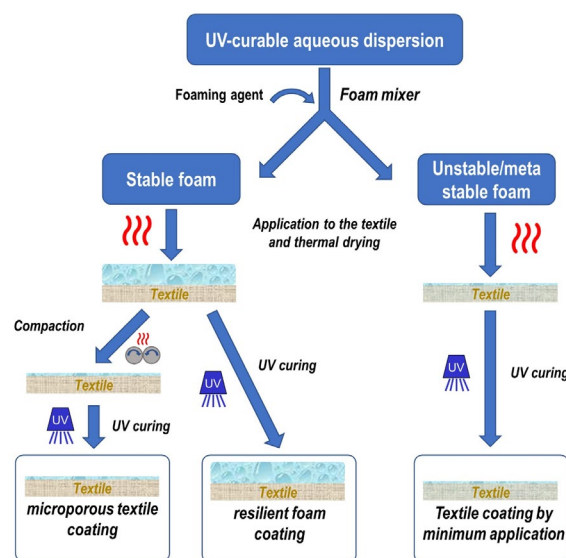 UV-curable aqueous dispersion
Foaming agent
Foam mixer
Stable foam
Unstable/meta
stable foam
Application to the textile
and thermal drying
Textile
Textile
Compaction
Textile
UV
UV curing
UV
UV curing
UV
UV curing
Textile
microporous textile
coating
Textile
resilient foam
coating
Textile
Textile coating by
minimum application